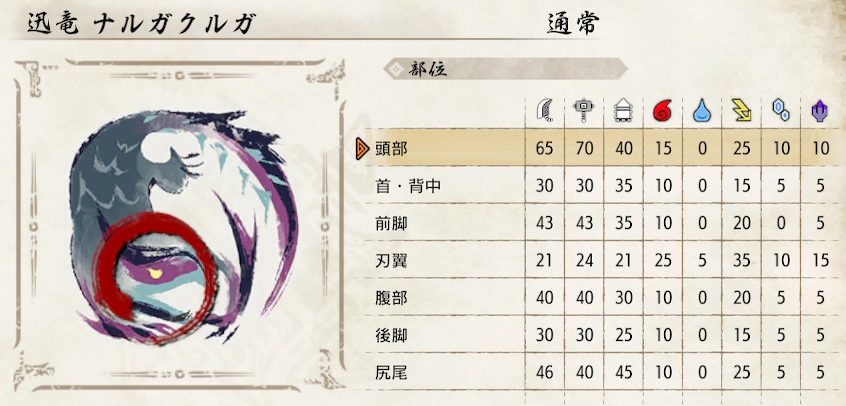 迅竜 ナルガクルガ 通常
部位
頭部 65 70 40 15 0 25 10 10
首・背中 30 30 35 10 0 15 5 5
前脚 43 43 35 10 0 20 0 5
刃翼 21 24 21 25 5 35 10 15
腹部 40 40 30 10 0 20 5 5
後脚 30 30 25 10 0 15 5 5
尻尾 46 40 45 10 0 25 5 5